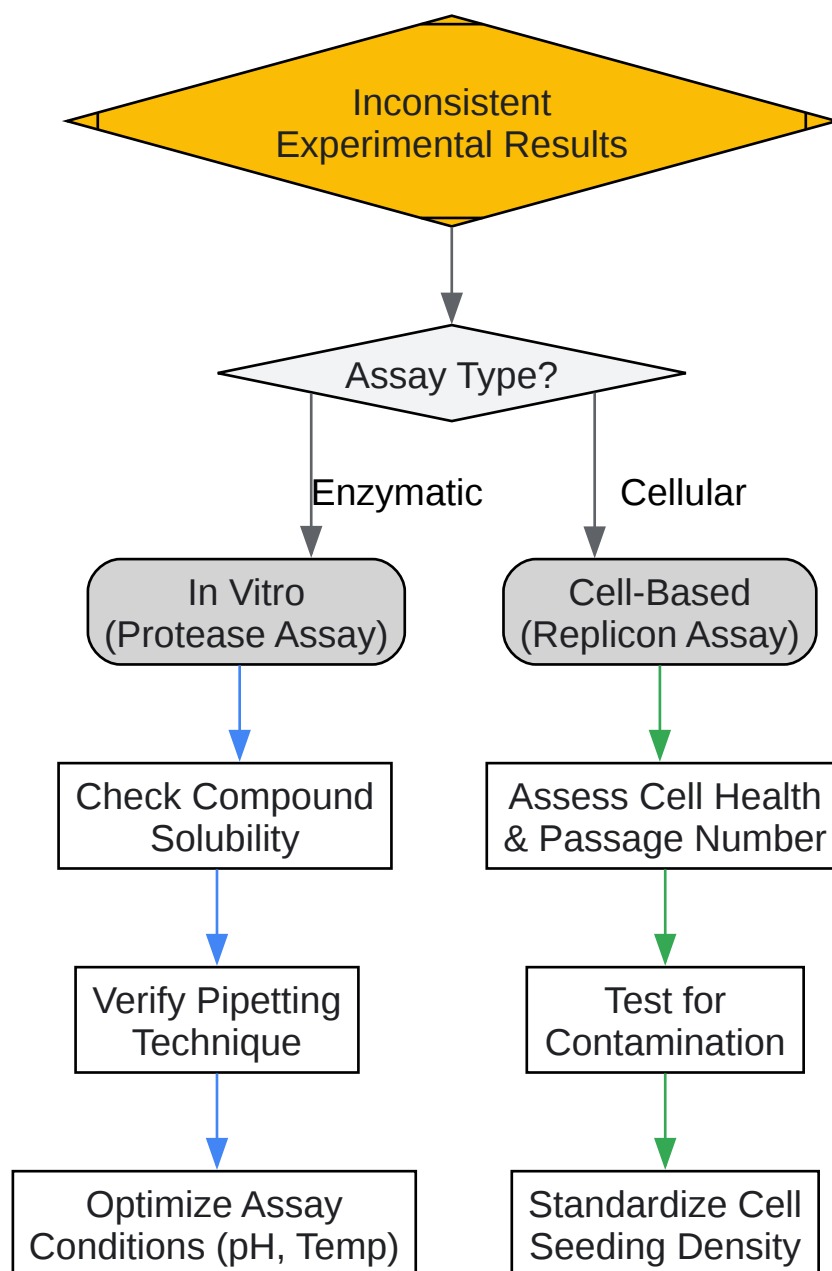 Inconsistent
Experimental Results
Assay Type?
Enzymatic
Cellular
In Vitro
(Protease Assay)
Cell-Based
(Replicon Assay)
Check Compound
Solubility
Assess Cell Health
& Passage Number
Verify Pipetting
Technique
Test for
Contamination
Optimize Assay
Conditions (pH, Temp)
Standardize Cell
Seeding Density